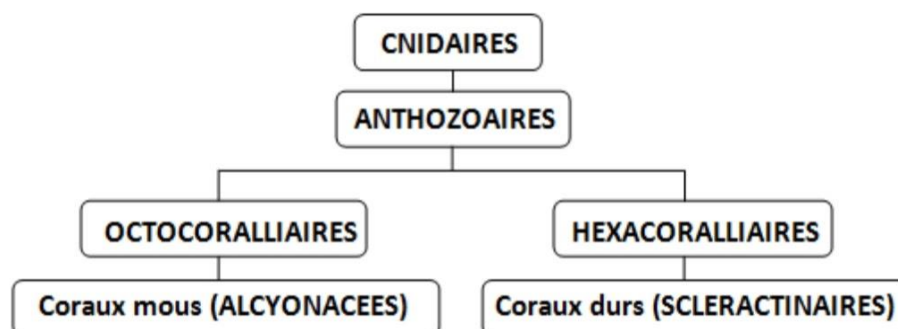 CNIDAIRES
ANTHOZOAIRES
OCTOCORALLIAIRES
HEXACORALLIAIRES
Coraux mous (ALCYONACEES)
Coraux durs (SCLERACTINAIRES)